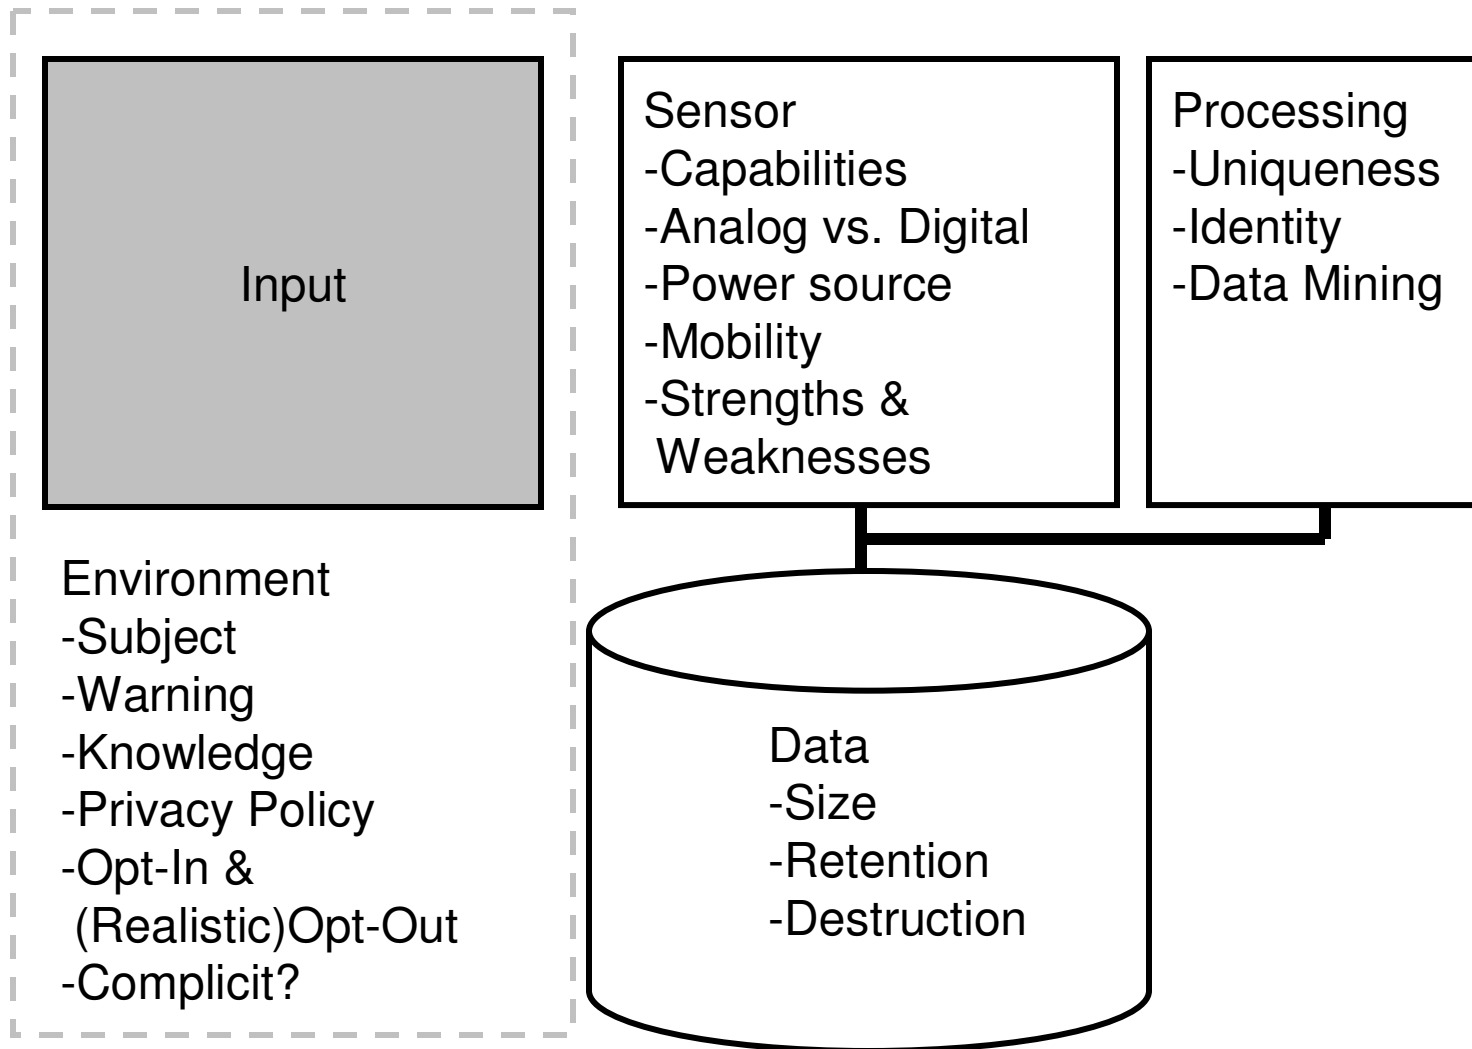 Input
Environment
-Subject
-Warning
-Knowledge
-Privacy Policy
-Opt-In &
(Realistic)Opt-Out
-Complicit?
Sensor
-Capabilities
-Analog vs. Digital
-Power source
-Mobility
-Strengths &
Weaknesses
Processing
-Uniqueness
-Identity
-Data Mining
Data
-Size
-Retention
-Destruction